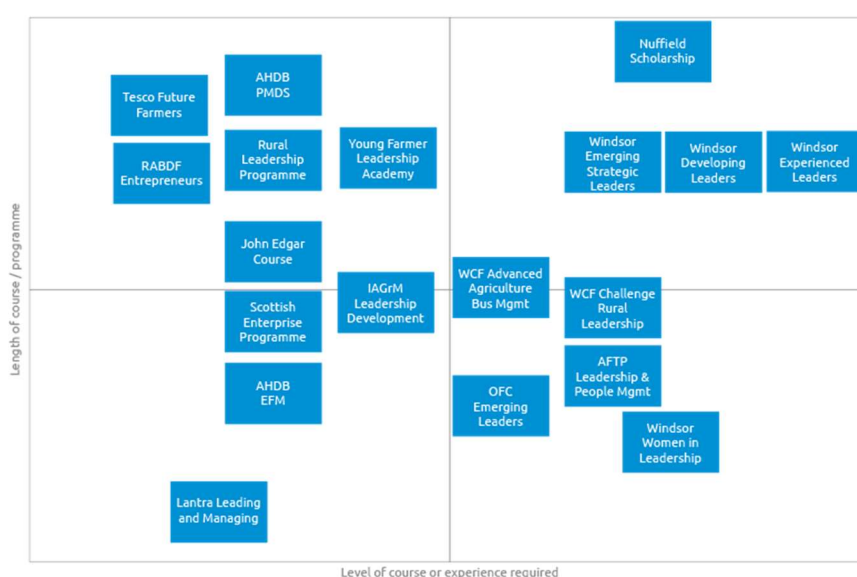 Nuffield
Scholarship
AHDB
PMDS
Tesco Future
Farmers
Rural
Leadership
Programme
Young Farmer
Leadership
Academy
Windsor
Emerging
Strategic
Leaders
Windsor
Developing
Leaders
Windsor
Experienced
Leaders
RABDF
Entrepreneurs
John Edgar
Course
WCF Advanced
Agriculture
Bus Mgmt
IAGrM
Leadership
Development
WCF Challenge
Rural
Leadership
Scottish
Enterprise
Programme
Length of course / programme
AFTP
Leadership &
People Mgmt
AHDB
EFM
OFC
Emerging
Leaders
Windsor
Women in
Leadership
Lantra Leading
and Managing
Level of course or experience required